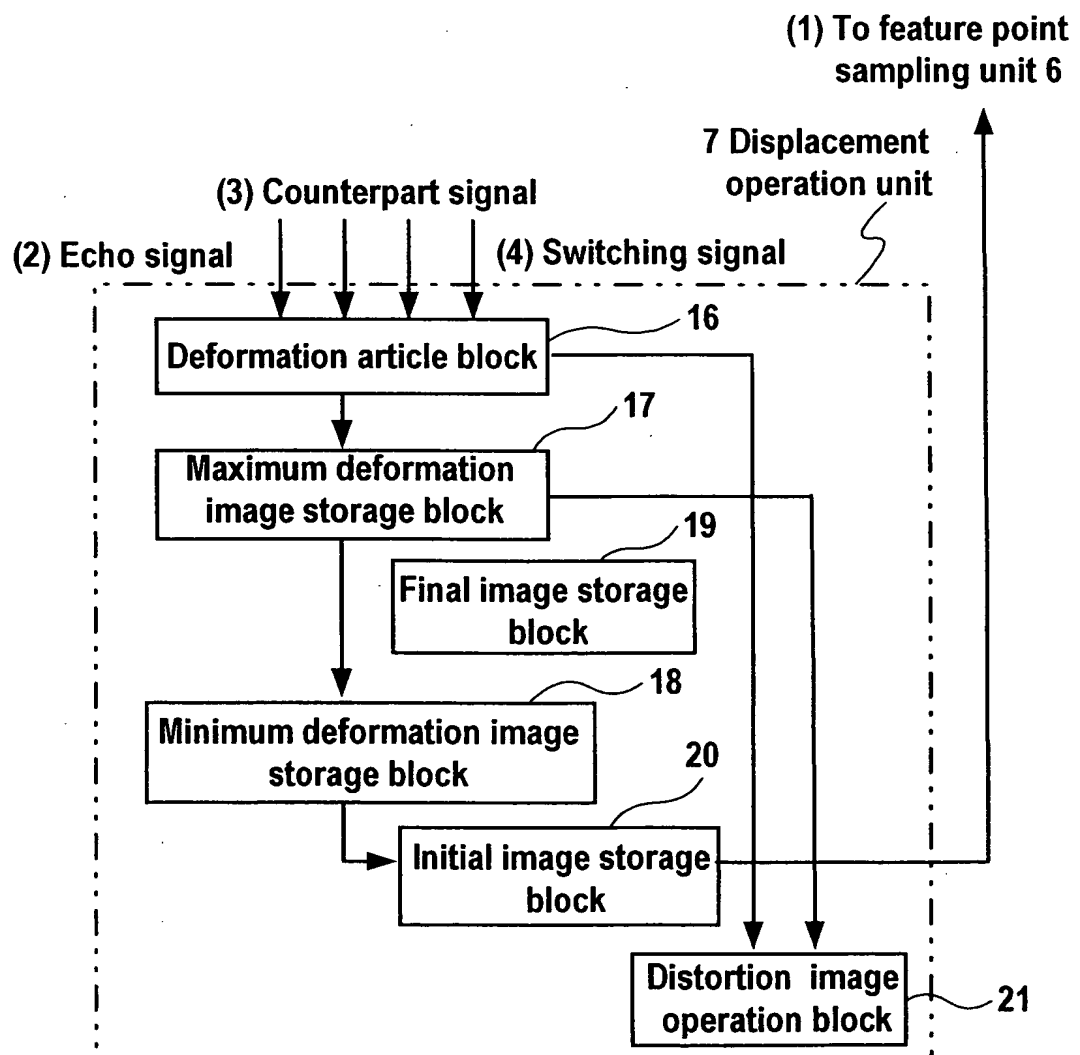 (1) To feature point
sampling unit 6
7 Displacement
operation unit
(3) Counterpart signal
(2) Echo signal
(4) Switching signal
16
Deformation article block
17
Maximum deformation
image storage block
19
Final image storage
block
18
Minimum deformation image
storage block
20
Initial image storage
block
Distortion image
operation block
21